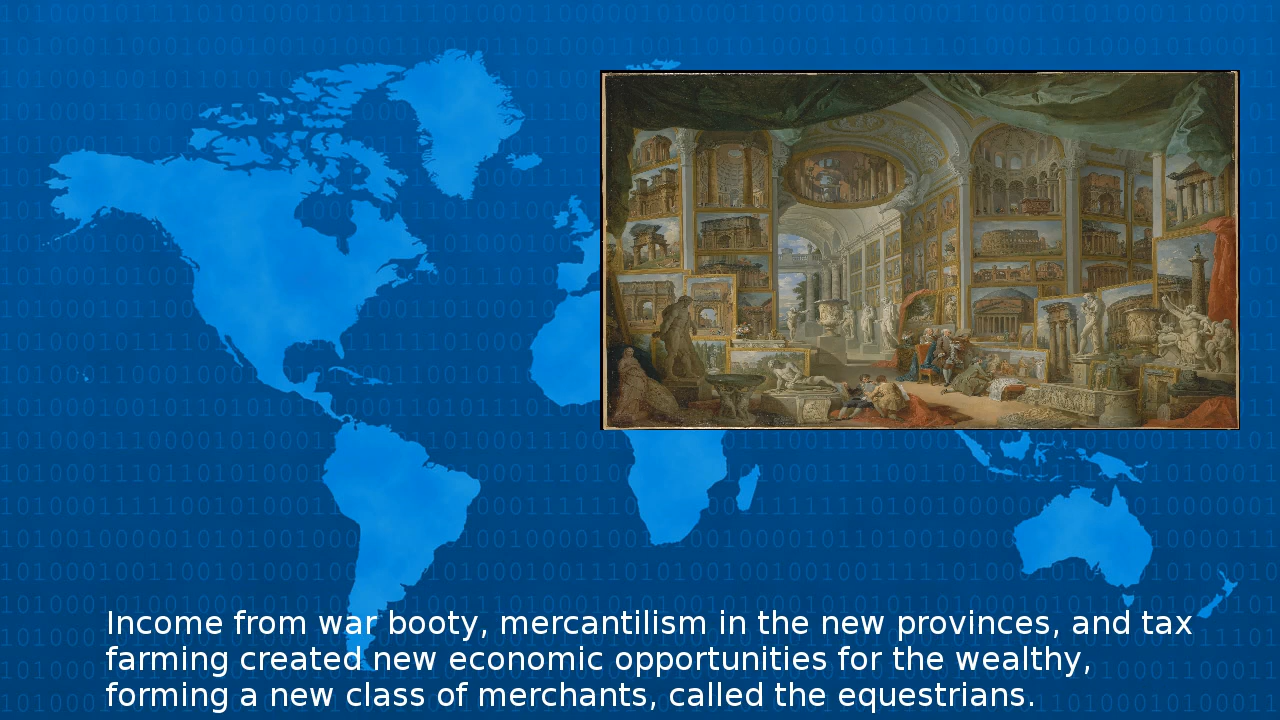 Income from war booty, mercantilism in the new provinces, and tax
farming created new economic opportunities for the wealthy,
forming a new class of merchants, called the equestrians.